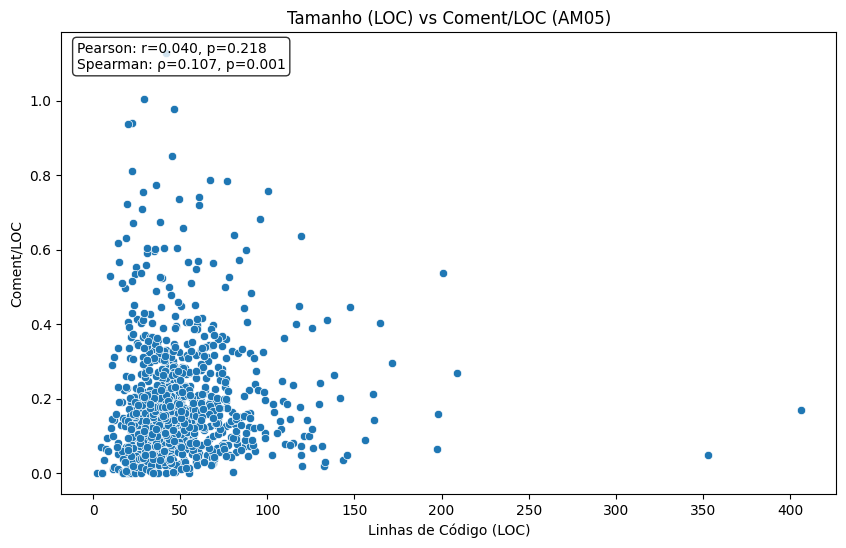 Tamanho (LOC) vs Coment/LOC (AM05)
Pearson: r=0.040, p=0.218
Spearman: ρ=0.107, p=0.001
1.0
0.8
0.6
0.4
0.2
0.0
Coment/LOC
0 50 100 150 200 250 300 350 400
Linhas de Código (LOC)